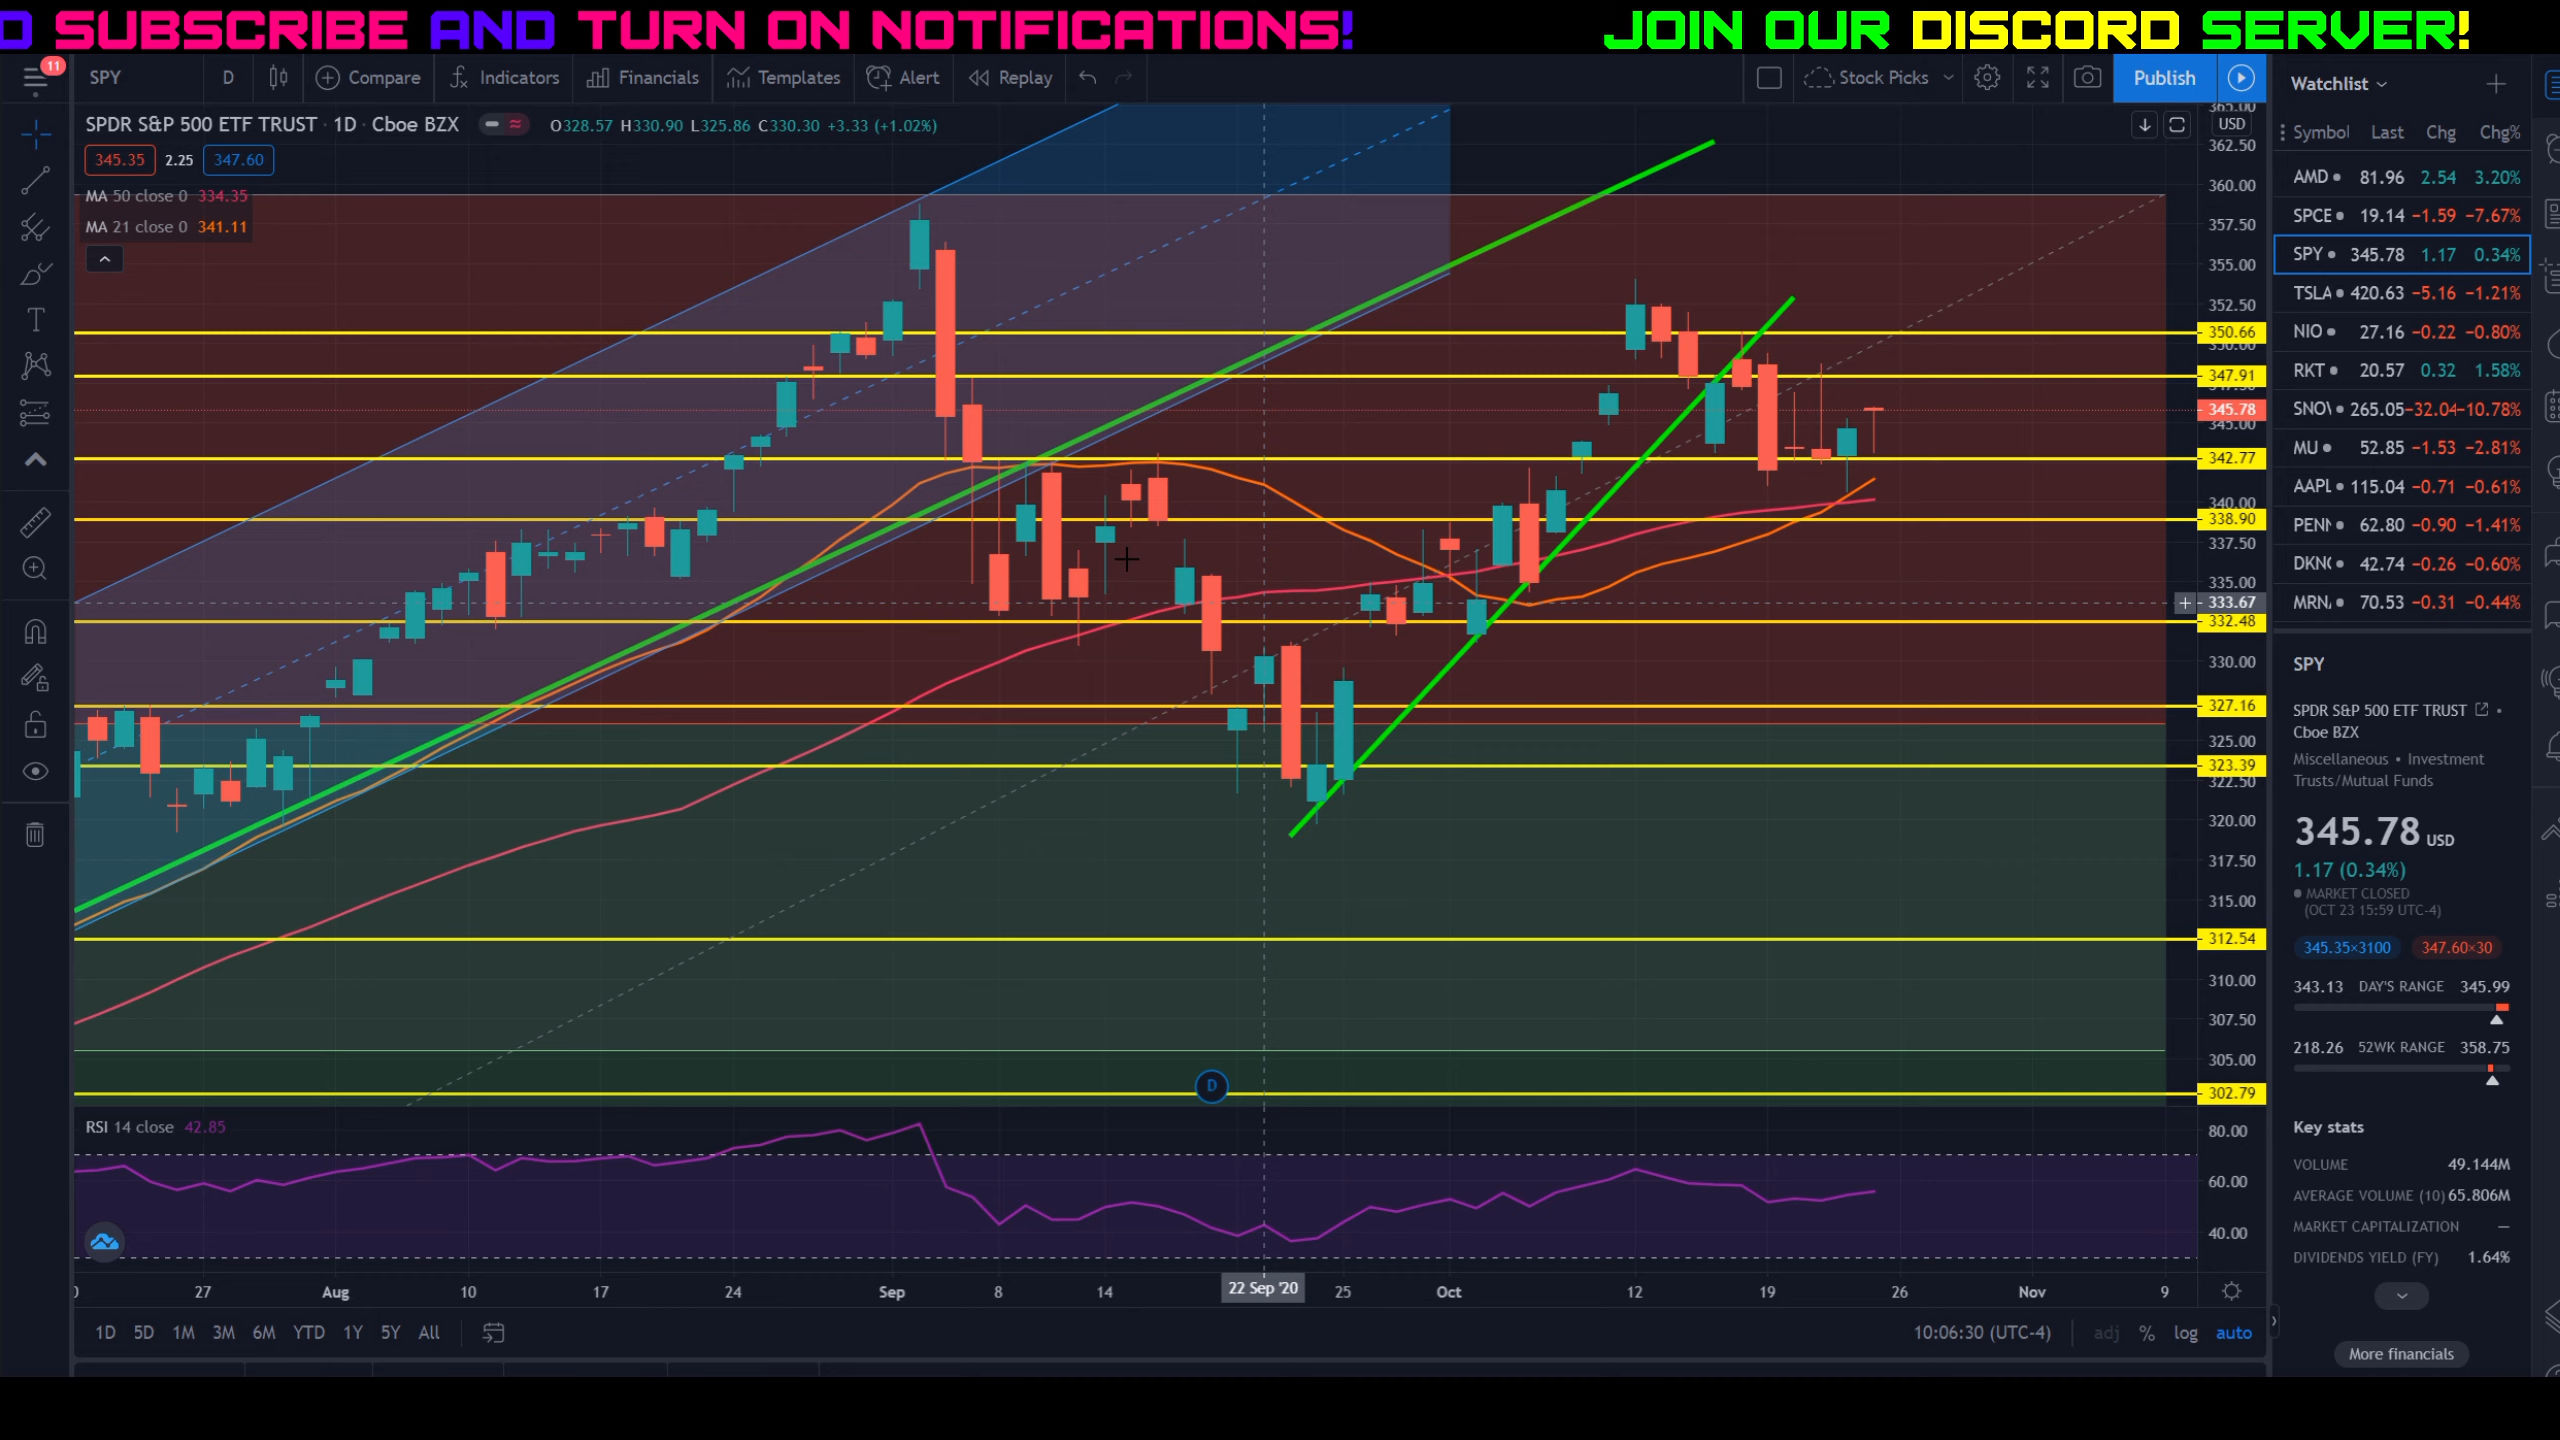 D SUBSCRIBE AND TURN ON NOTIFICATIONS! JOIN OUR DISCORD SERVER!
11 SPY D Compare Indicators Financials Templates Alert Replay Stock Picks Publish
SPDR S&P 500 ETF TRUST · 1D · Cboe BZX O328.57 H330.90 L325.86 C330.30 +3.33 (+1.02%)
345.35 2.25 347.60
MA 50 close 0 334.35
MA 21 close 0 341.11
USD
362.50
360.00
357.50
355.00
352.50
350.66
347.91
345.78
345.00
342.77
340.00
338.90
337.50
335.00
333.67
332.48
330.00
327.16
325.00
323.39
322.50
320.00
317.50
315.00
312.54
310.00
307.50
305.00
302.79
D
RSI 14 close 42.85
80.00
60.00
40.00
27 Aug 10 17 24 Sep 8 14 22 Sep '20 25 Oct 12 19 26 Nov 9
1D 5D 1M 3M 6M YTD 1Y 5Y All 10:06:30 (UTC-4) adj % log auto
Watchlist
Symbol Last Chg Chg%
AMD 81.96 2.54 3.20%
SPCE 19.14 −1.59 −7.67%
SPY 345.78 1.17 0.34%
TSLA 420.63 −5.16 −1.21%
NIO 27.16 −0.22 −0.80%
RKT 20.57 0.32 1.58%
SNO 265.05 −32.04 −10.78%
MU 52.85 −1.53 −2.81%
AAPL 115.04 −0.71 −0.61%
PENN 62.80 −0.90 −1.41%
DKN 42.74 −0.26 −0.60%
MRN 70.53 −0.31 −0.44%
SPY
SPDR S&P 500 ETF TRUST •
Cboe BZX
Miscellaneous • Investment
Trusts/Mutual Funds
345.78 USD
1.17 (0.34%)
MARKET CLOSED
(OCT 23 15:59 UTC-4)
345.35×3100 347.60×30
343.13 DAY'S RANGE 345.99
218.26 52WK RANGE 358.75
Key stats
VOLUME 49.144M
AVERAGE VOLUME (10) 65.806M
MARKET CAPITALIZATION —
DIVIDENDS YIELD (FY) 1.64%
More financials